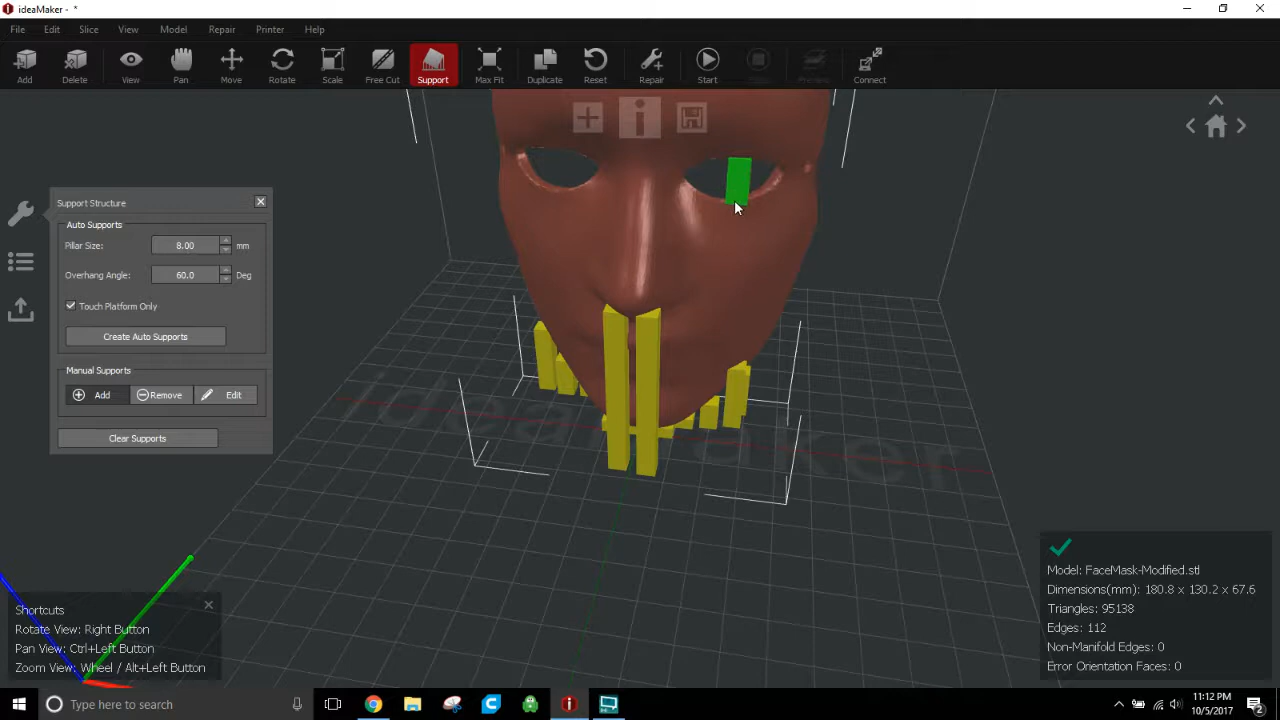 ideaMaker - *
File Edit Slice View Model Repair Printer Help
Add Delete View Pan Move Rotate Scale Free Cut Support Max Fit Duplicate Reset Repair Start Preview Connect
Support Structure
Auto Supports
Pillar Size: 8.00 mm
Overhang Angle: 60.0 Deg
Touch Platform Only
Create Auto Supports
Manual Supports
Add Remove Edit
Clear Supports
ideaMaker
Model: FaceMask-Modified.stl
Dimensions(mm): 180.8 x 130.2 x 67.6
Triangles: 95138
Edges: 112
Non-Manifold Edges: 0
Error Orientation Faces: 0
Shortcuts
Rotate View: Right Button
Pan View: Ctrl+Left Button
Zoom View: Wheel / Alt+Left Button
Type here to search
11:12 PM
10/5/2017
2